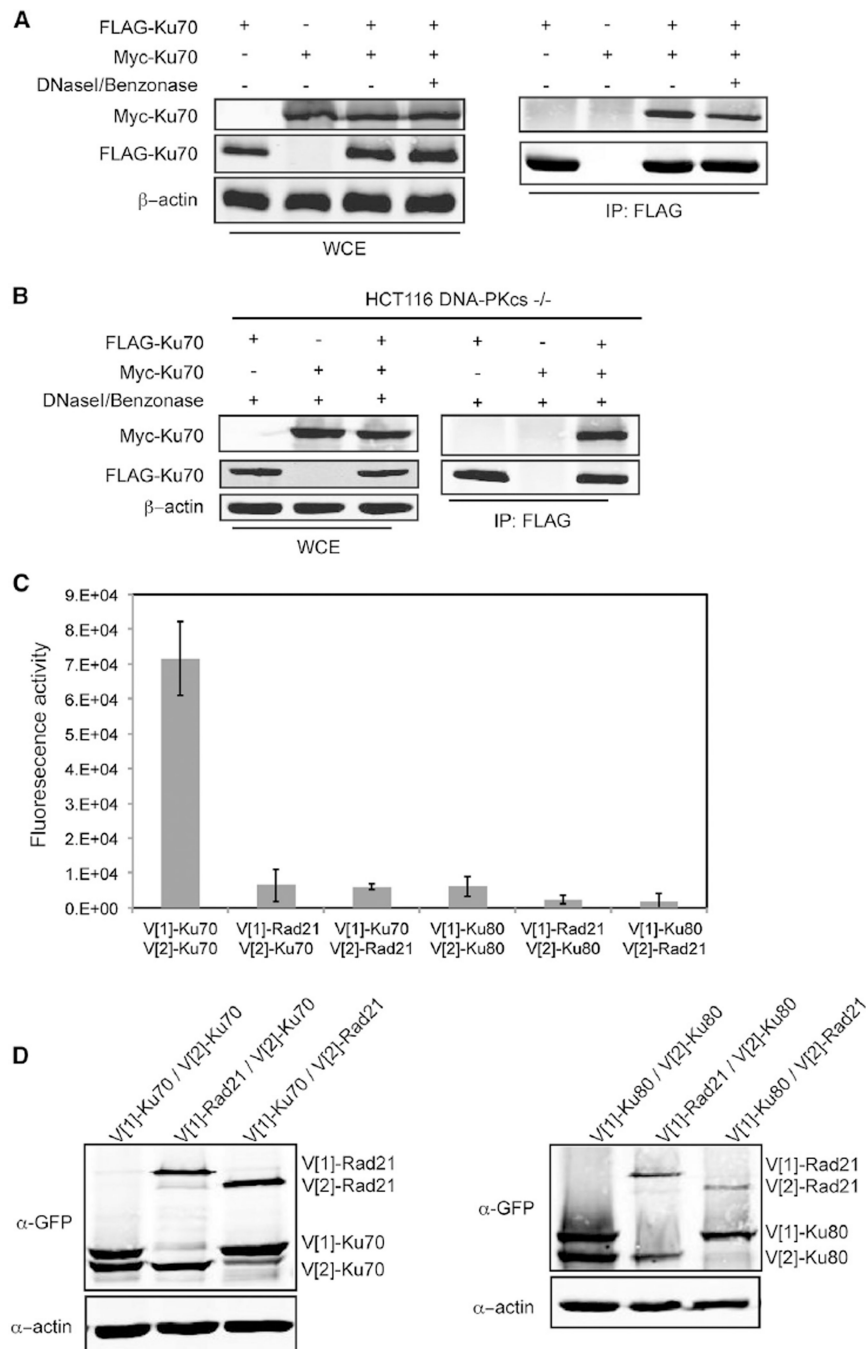 A
FLAG-Ku70 + - + + + - + +
Myc-Ku70 - + + + - + + +
DNaseI/Benzonase - - - + - - - +
Myc-Ku70
FLAG-Ku70
β–actin
WCE
IP: FLAG
B
HCT116 DNA-PKcs -/-
FLAG-Ku70 + - + + - +
Myc-Ku70 - + + - + +
DNaseI/Benzonase + + + + + +
Myc-Ku70
FLAG-Ku70
β–actin
WCE
IP: FLAG
C
Fluoresecence activity
9.E+04
8.E+04
7.E+04
6.E+04
5.E+04
4.E+04
3.E+04
2.E+04
1.E+04
0.E+00
V[1]-Ku70 V[1]-Rad21 V[1]-Ku70 V[1]-Ku80 V[1]-Rad21 V[1]-Ku80
V[2]-Ku70 V[2]-Ku70 V[2]-Rad21 V[2]-Ku80 V[2]-Ku80 V[2]-Rad21
D
V[1]-Ku70 / V[2]-Ku70
V[1]-Rad21 / V[2]-Ku70
V[1]-Ku70 / V[2]-Rad21
α-GFP
V[1]-Rad21
V[2]-Rad21
V[1]-Ku70
V[2]-Ku70
α–actin
V[1]-Ku80 / V[2]-Ku80
V[1]-Rad21 / V[2]-Ku80
V[1]-Ku80 / V[2]-Rad21
α-GFP
V[1]-Rad21
V[2]-Rad21
V[1]-Ku80
V[2]-Ku80
α–actin